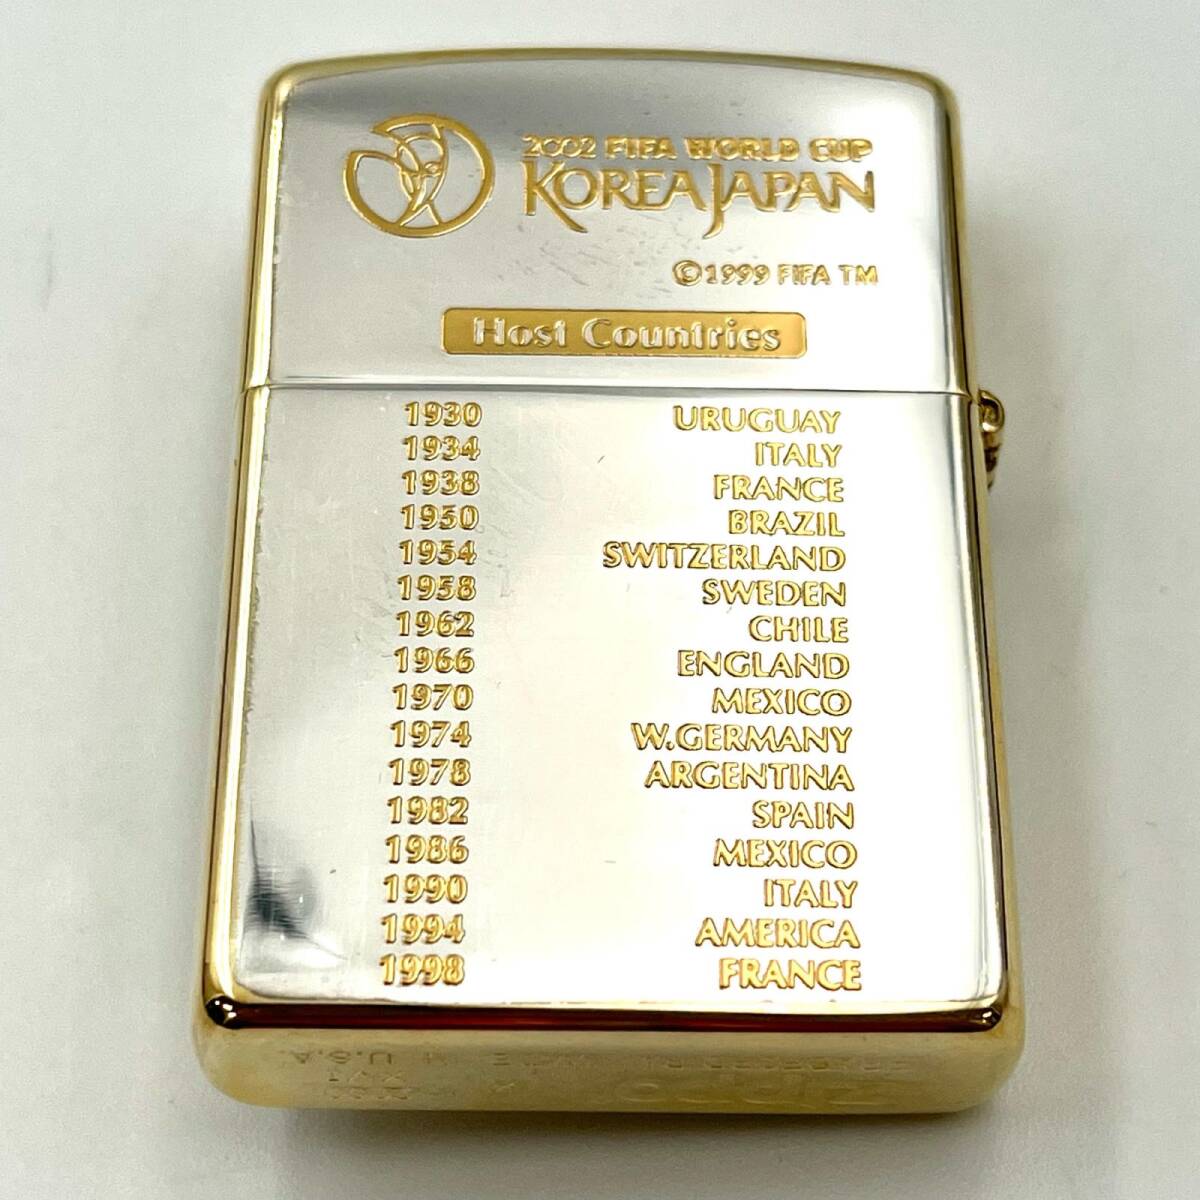 2002 FIFA WORLD CUP
KOREA JAPAN
©1999 FIFA TM
Host Countries
1930 URUGUAY
1934 ITALY
1938 FRANCE
1950 BRAZIL
1954 SWITZERLAND
1958 SWEDEN
1962 CHILE
1966 ENGLAND
1970 MEXICO
1974 W.GERMANY
1978 ARGENTINA
1982 SPAIN
1986 MEXICO
1990 ITALY
1994 AMERICA
1998 FRANCE
U.S.A.
Zippo